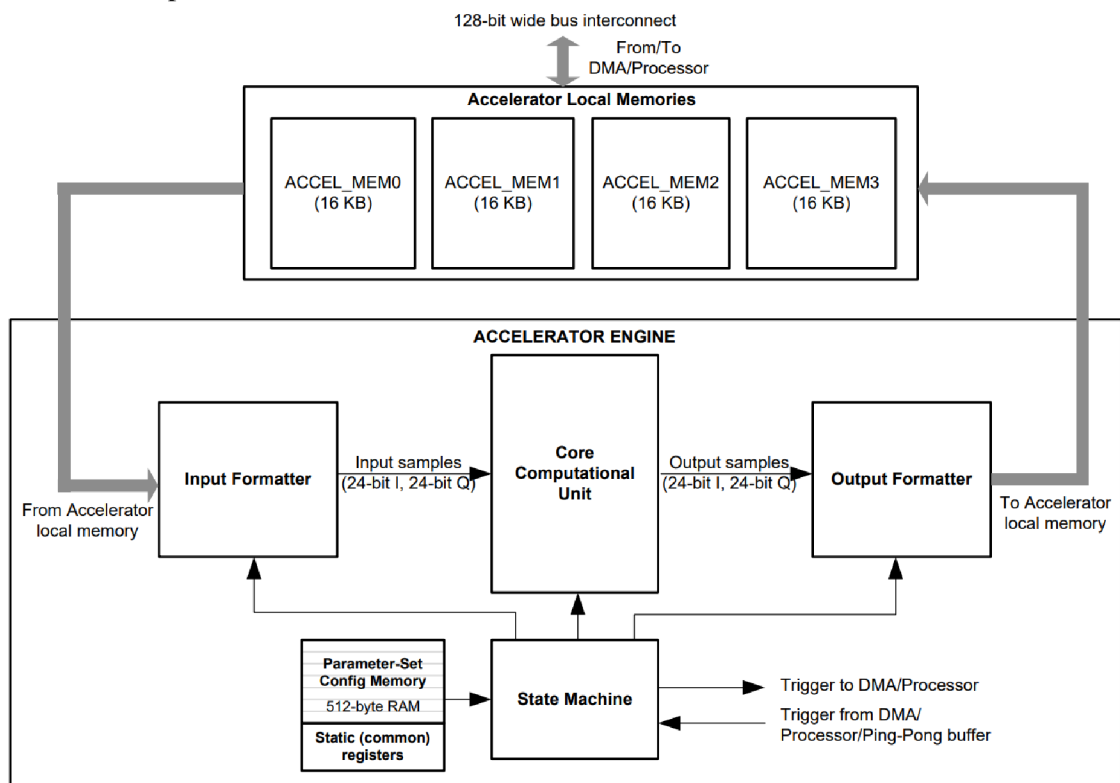 128-bit wide bus interconnect
From/To
DMA/Processor
Accelerator Local Memories
ACCEL_MEM0
(16 KB)
ACCEL_MEM1
(16 KB)
ACCEL_MEM2
(16 KB)
ACCEL_MEM3
(16 KB)
ACCELERATOR ENGINE
Input Formatter
Input samples
(24-bit I, 24-bit Q)
Core
Computational
Unit
Output samples
(24-bit I, 24-bit Q)
Output Formatter
From Accelerator
local memory
To Accelerator
local memory
Parameter-Set
Config Memory
512-byte RAM
Static (common)
registers
State Machine
Trigger to DMA/Processor
Trigger from DMA/
Processor/Ping-Pong buffer